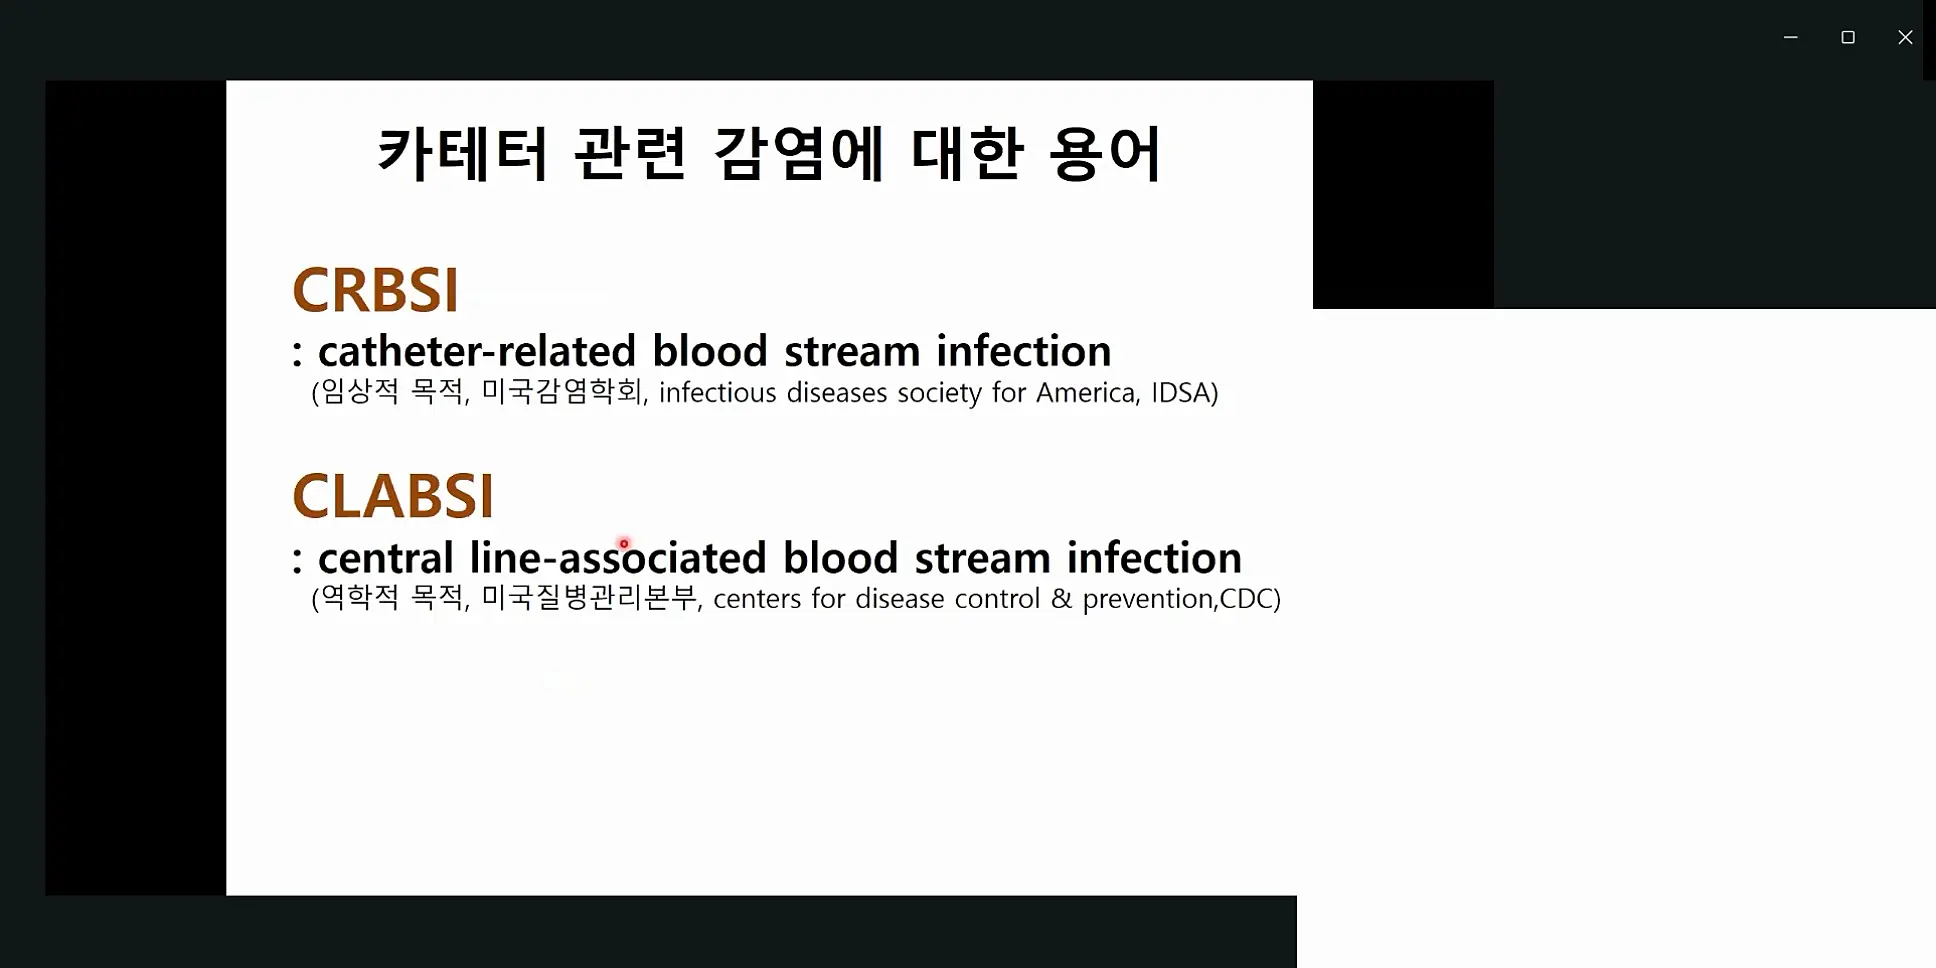 카테터 관련 감염에 대한 용어
CRBSI
: catheter-related blood stream infection
(임상적 목적, 미국감염학회, infectious diseases society for America, IDSA)
CLABSI
: central line-associated blood stream infection
(역학적 목적, 미국질병관리본부, centers for disease control & prevention,CDC)